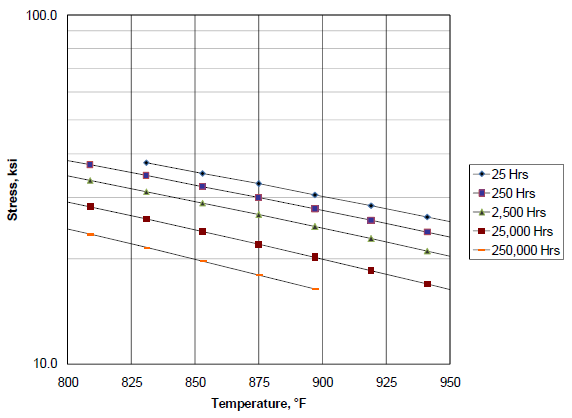 100.0
Stress, ksi
10.0
800 825 850 875 900 925 950
Temperature, °F
25 Hrs
250 Hrs
2,500 Hrs
25,000 Hrs
250,000 Hrs